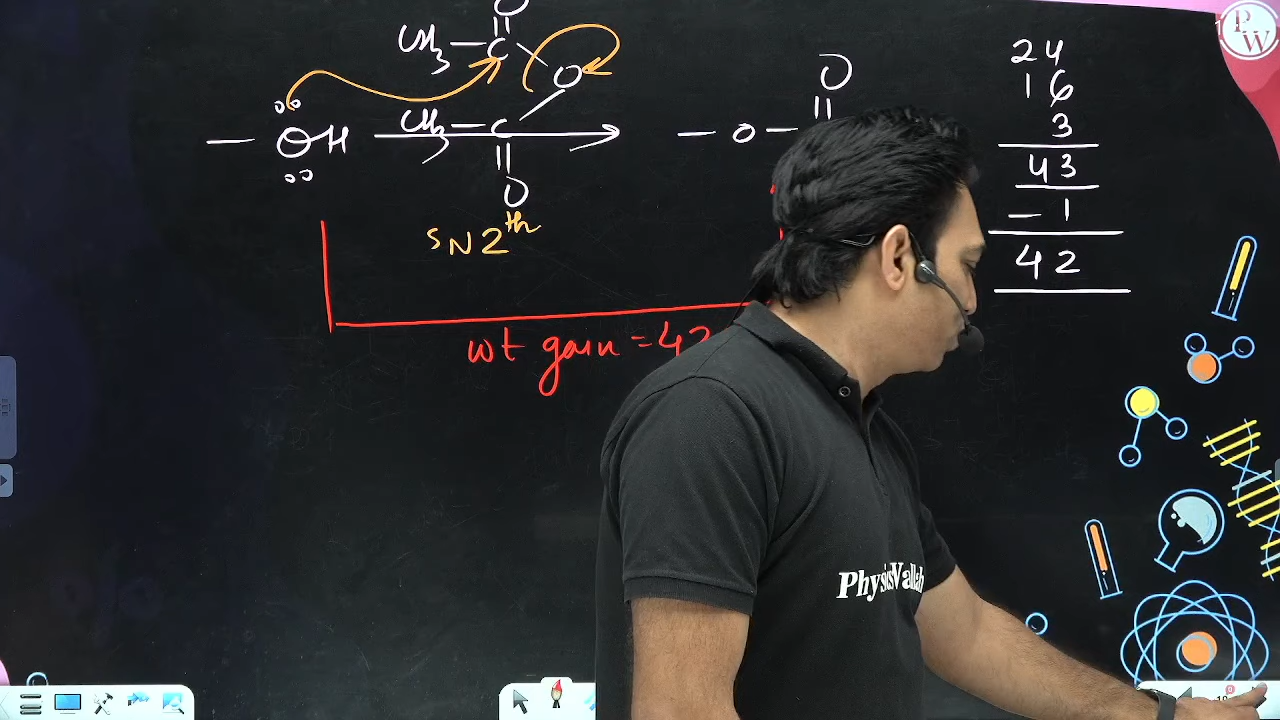 O
CH3 — C
O
— OH
CH3 — C
O
— O —
O
SN2th
wt gain = 42
24
16
3
43
— 1
42
PW
PhysicsWallah